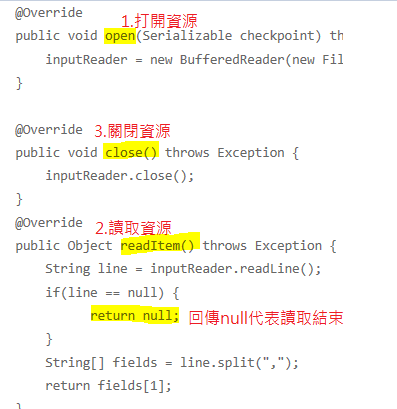 @Override
1.打開資源
public void open(Serializable checkpoint) th
inputReader = new BufferedReader(new Fil
}
@Override
3.關閉資源
public void close() throws Exception {
inputReader.close();
}
@Override
2.讀取資源
public Object readItem() throws Exception {
String line = inputReader.readLine();
if(line == null) {
return null; 回傳null代表讀取結束
}
String[] fields = line.split(",");
return fields[1];
}